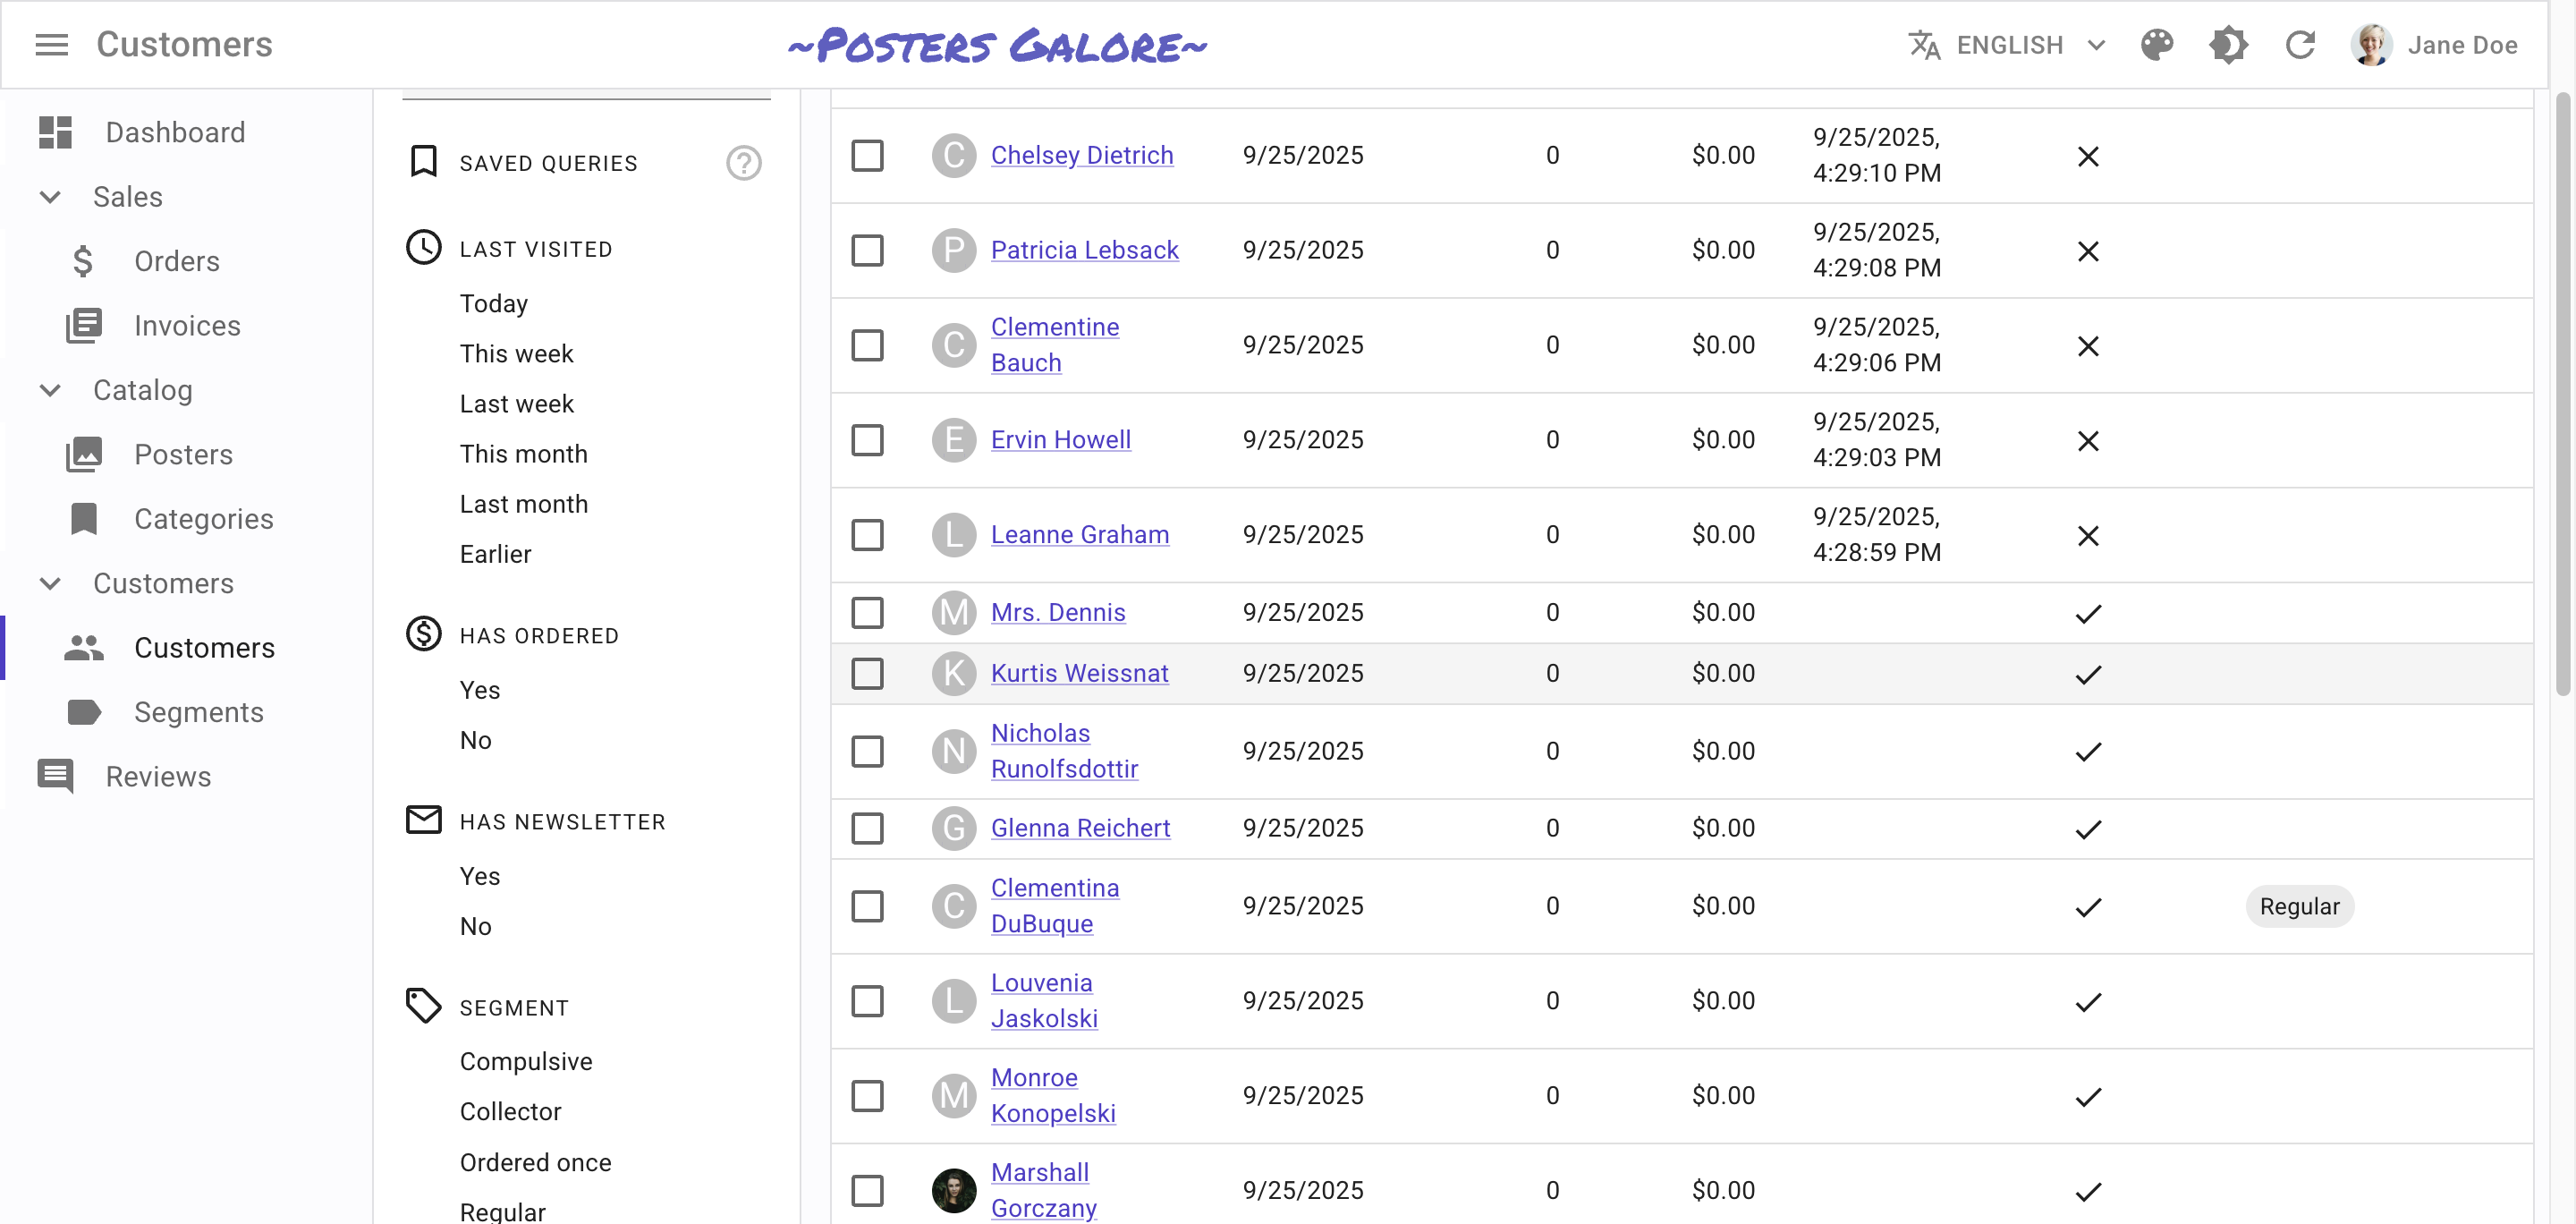 Customers
~Posters Galore~
ENGLISH
Jane Doe
Dashboard
Sales
Orders
Invoices
Catalog
Posters
Categories
Customers
Customers
Segments
Reviews
SAVED QUERIES
?
LAST VISITED
Today
This week
Last week
This month
Last month
Earlier
HAS ORDERED
Yes
No
HAS NEWSLETTER
Yes
No
SEGMENT
Compulsive
Collector
Ordered once
Regular
C Chelsey Dietrich 9/25/2025 0 $0.00 9/25/2025,
4:29:10 PM
P Patricia Lebsack 9/25/2025 0 $0.00 9/25/2025,
4:29:08 PM
C Clementine
Bauch 9/25/2025 0 $0.00 9/25/2025,
4:29:06 PM
E Ervin Howell 9/25/2025 0 $0.00 9/25/2025,
4:29:03 PM
L Leanne Graham 9/25/2025 0 $0.00 9/25/2025,
4:28:59 PM
M Mrs. Dennis 9/25/2025 0 $0.00
K Kurtis Weissnat 9/25/2025 0 $0.00
N Nicholas
Runolfsdottir 9/25/2025 0 $0.00
G Glenna Reichert 9/25/2025 0 $0.00
C Clementina
DuBuque 9/25/2025 0 $0.00 Regular
L Louvenia
Jaskolski 9/25/2025 0 $0.00
M Monroe
Konopelski 9/25/2025 0 $0.00
Marshall
Gorczany 9/25/2025 0 $0.00